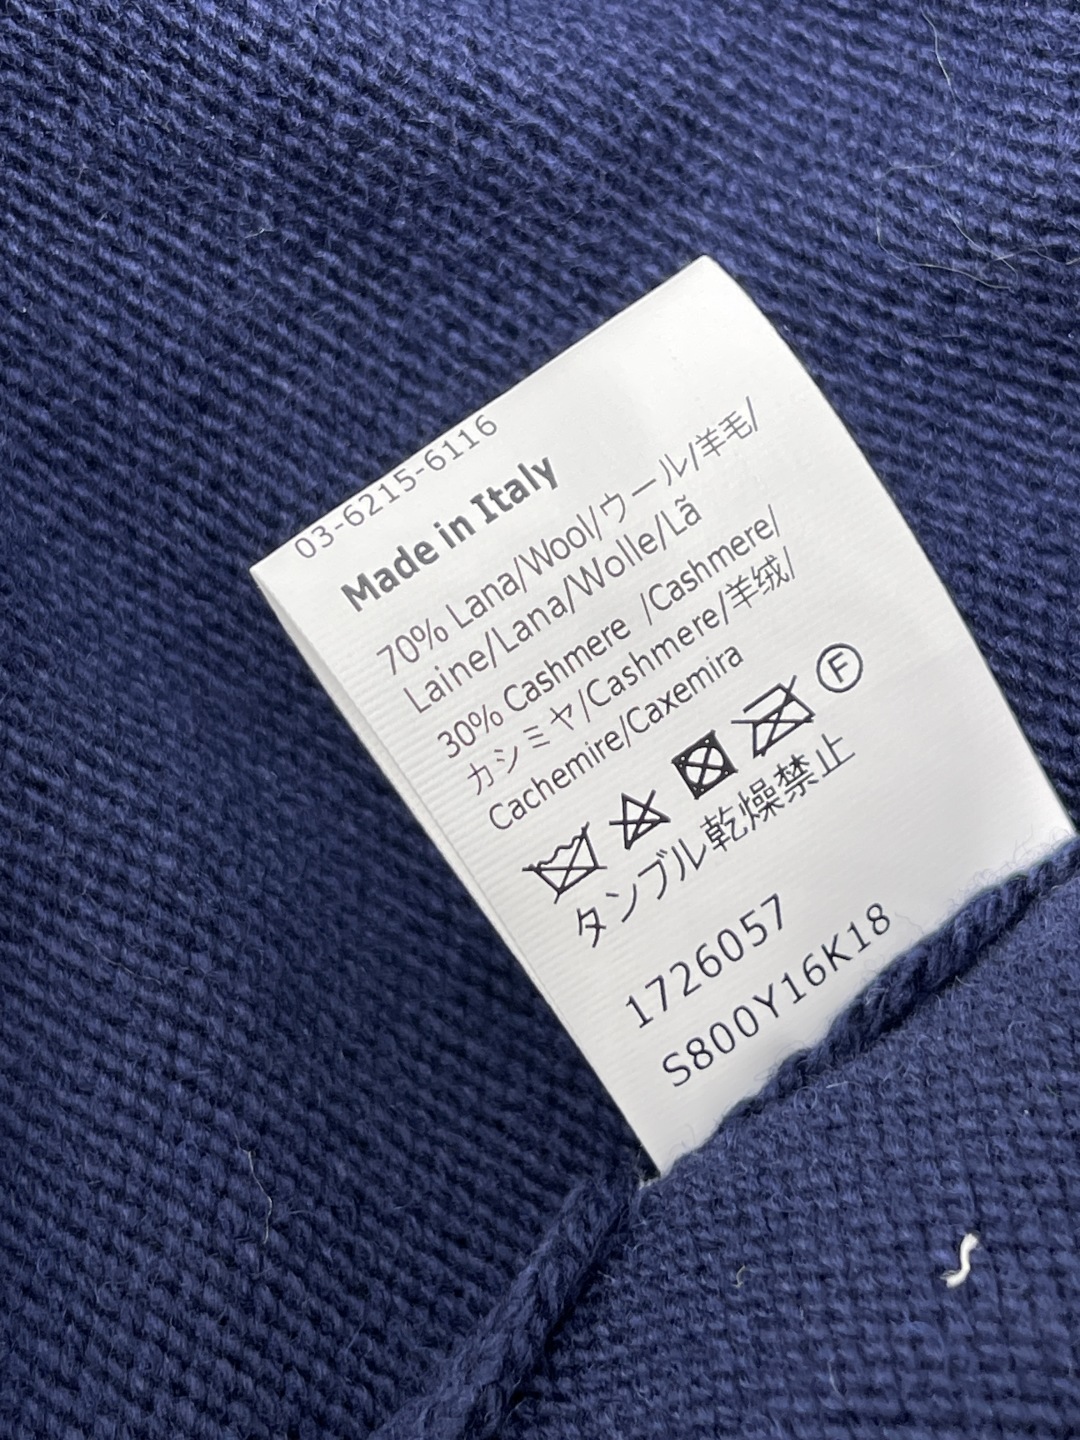 03-6215-6116
Made in Italy
70% Lana/Wool/ウール/羊毛/
Laine/Lana/Wolle/Lã
30% Cashmere /Cashmere/
カシミヤ/Cashmere/羊绒/
Cachemire/Caxemira
F
タンブル乾燥禁止
1726057
S800Y16K18